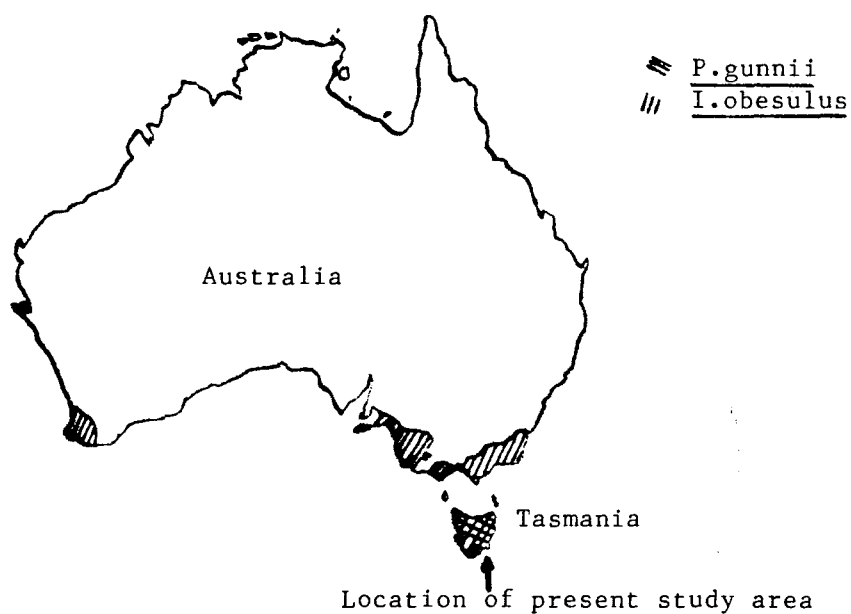 P.gunnii
I.obesulus
Australia
Tasmania
Location of present study area